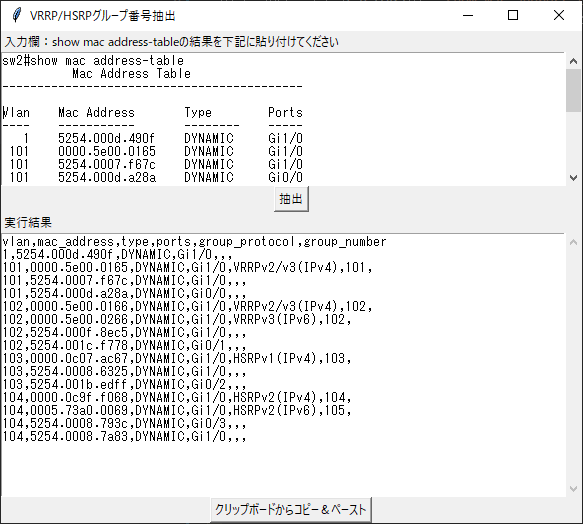 VRRP/HSRPグループ番号抽出
入力欄：show mac address-tableの結果を下記に貼り付けてください
sw2#show mac address-table
          Mac Address Table
-------------------------------------------

Vlan    Mac Address       Type        Ports
----    -----------       --------    -----
   1    5254.000d.490f    DYNAMIC     Gi1/0
 101    0000.5e00.0165    DYNAMIC     Gi1/0
 101    5254.0007.f67c    DYNAMIC     Gi1/0
 101    5254.000d.a28a    DYNAMIC     Gi0/0
抽出
実行結果
vlan,mac_address,type,ports,group_protocol,group_number
1,5254.000d.490f,DYNAMIC,Gi1/0,,,
101,0000.5e00.0165,DYNAMIC,Gi1/0,VRRPv2/v3(IPv4),101,
101,5254.0007.f67c,DYNAMIC,Gi1/0,,,
101,5254.000d.a28a,DYNAMIC,Gi0/0,,,
102,0000.5e00.0166,DYNAMIC,Gi1/0,VRRPv2/v3(IPv4),102,
102,0000.5e00.0266,DYNAMIC,Gi1/0,VRRPv3(IPv6),102,
102,5254.000f.8ec5,DYNAMIC,Gi1/0,,,
102,5254.001c.f778,DYNAMIC,Gi0/1,,,
103,0000.0c07.ac67,DYNAMIC,Gi1/0,HSRPv1(IPv4),103,
103,5254.0008.6325,DYNAMIC,Gi1/0,,,
103,5254.001b.edff,DYNAMIC,Gi0/2,,,
104,0000.0c9f.f068,DYNAMIC,Gi1/0,HSRPv2(IPv4),104,
104,0005.73a0.0069,DYNAMIC,Gi1/0,HSRPv2(IPv6),105,
104,5254.0008.793c,DYNAMIC,Gi0/3,,,
104,5254.0008.7a83,DYNAMIC,Gi1/0,,,
クリップボードからコピー＆ペースト